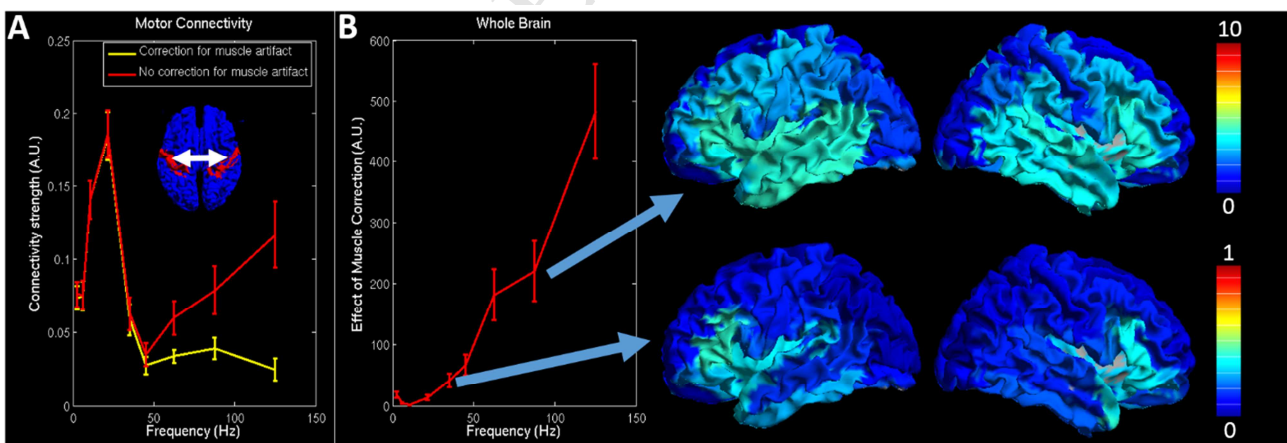 A
Motor Connectivity
Correction for muscle artifact
No correction for muscle artifact
Connectivity strength (A.U.)
0.25
0.2
0.15
0.1
0.05
0
0
50
100
150
Frequency (Hz)
B
Whole Brain
Effect of Muscle Correction (A.U.)
600
500
400
300
200
100
0
0
50
100
150
Frequency (Hz)
10
0
1
0